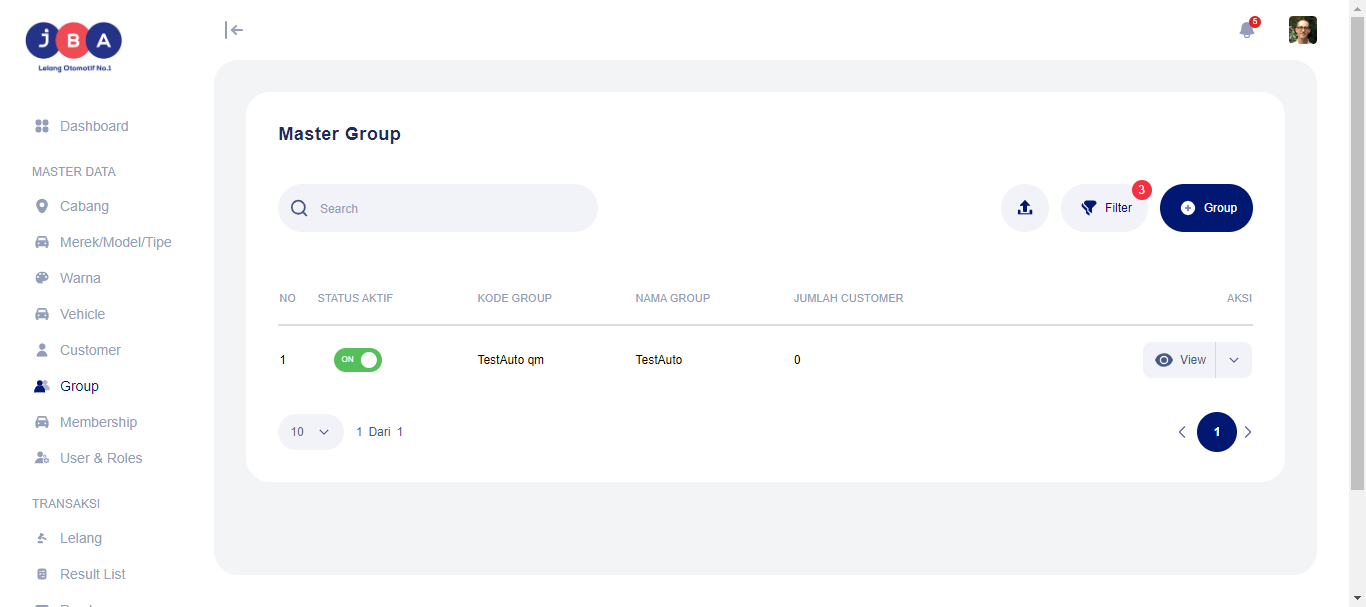 JBA
Lelang Otomotif No.1
5
Dashboard
MASTER DATA
Cabang
Merek/Model/Tipe
Warna
Vehicle
Customer
Group
Membership
User & Roles
TRANSAKSI
Lelang
Result List
Master Group
Search
Filter
3
Group
NO STATUS AKTIF KODE GROUP NAMA GROUP JUMLAH CUSTOMER AKSI
1 ON TestAuto qm TestAuto 0 View
10 1 Dari 1 1